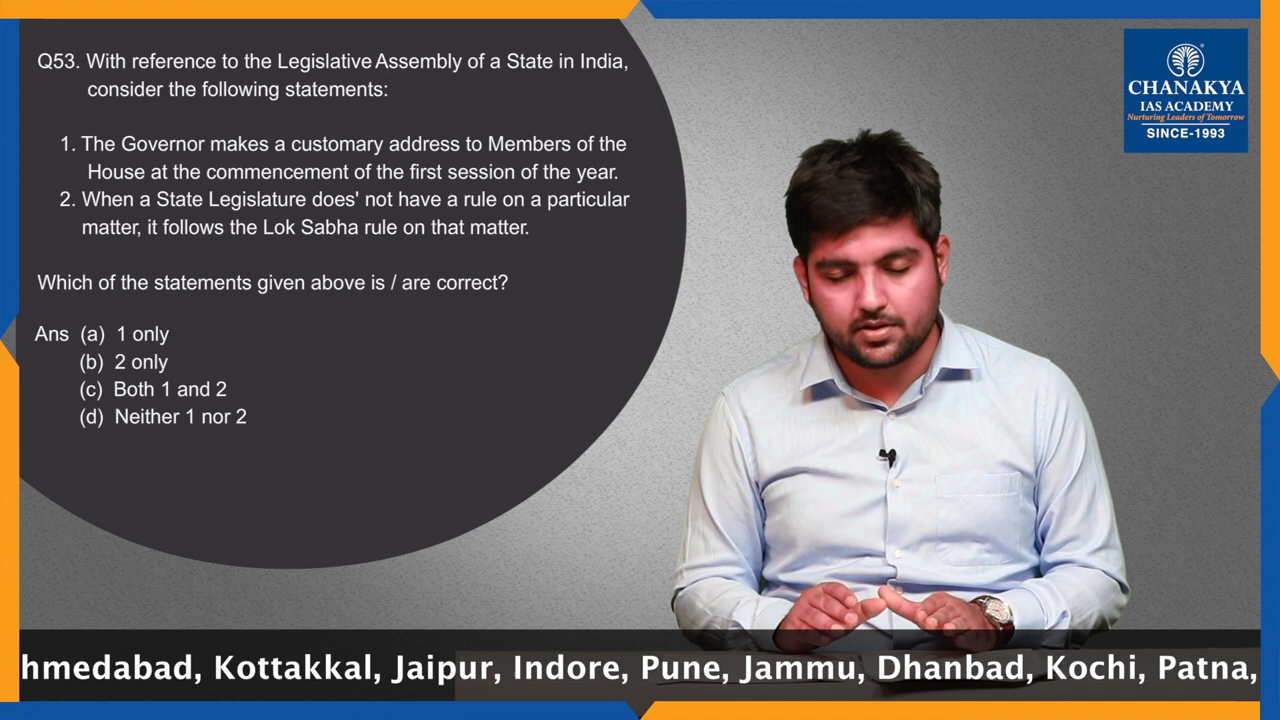 Q53. With reference to the Legislative Assembly of a State in India,
consider the following statements:
1. The Governor makes a customary address to Members of the
House at the commencement of the first session of the year.
2. When a State Legislature does' not have a rule on a particular
matter, it follows the Lok Sabha rule on that matter.
Which of the statements given above is / are correct?
Ans (a) 1 only
(b) 2 only
(c) Both 1 and 2
(d) Neither 1 nor 2
CHANAKYA
IAS ACADEMY
Nurturing Leaders of Tomorrow
SINCE-1993
hmedabad, Kottakkal, Jaipur, Indore, Pune, Jammu, Dhanbad, Kochi, Patna,